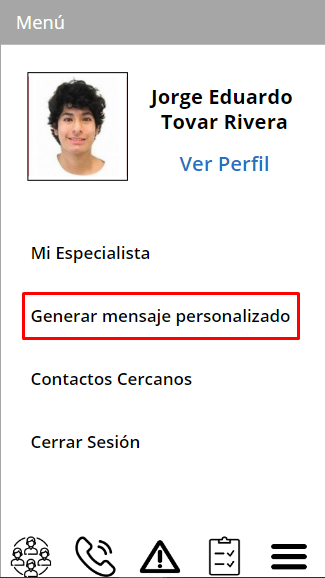 Menú
Jorge Eduardo
Tovar Rivera
Ver Perfil
Mi Especialista
Generar mensaje personalizado
Contactos Cercanos
Cerrar Sesión